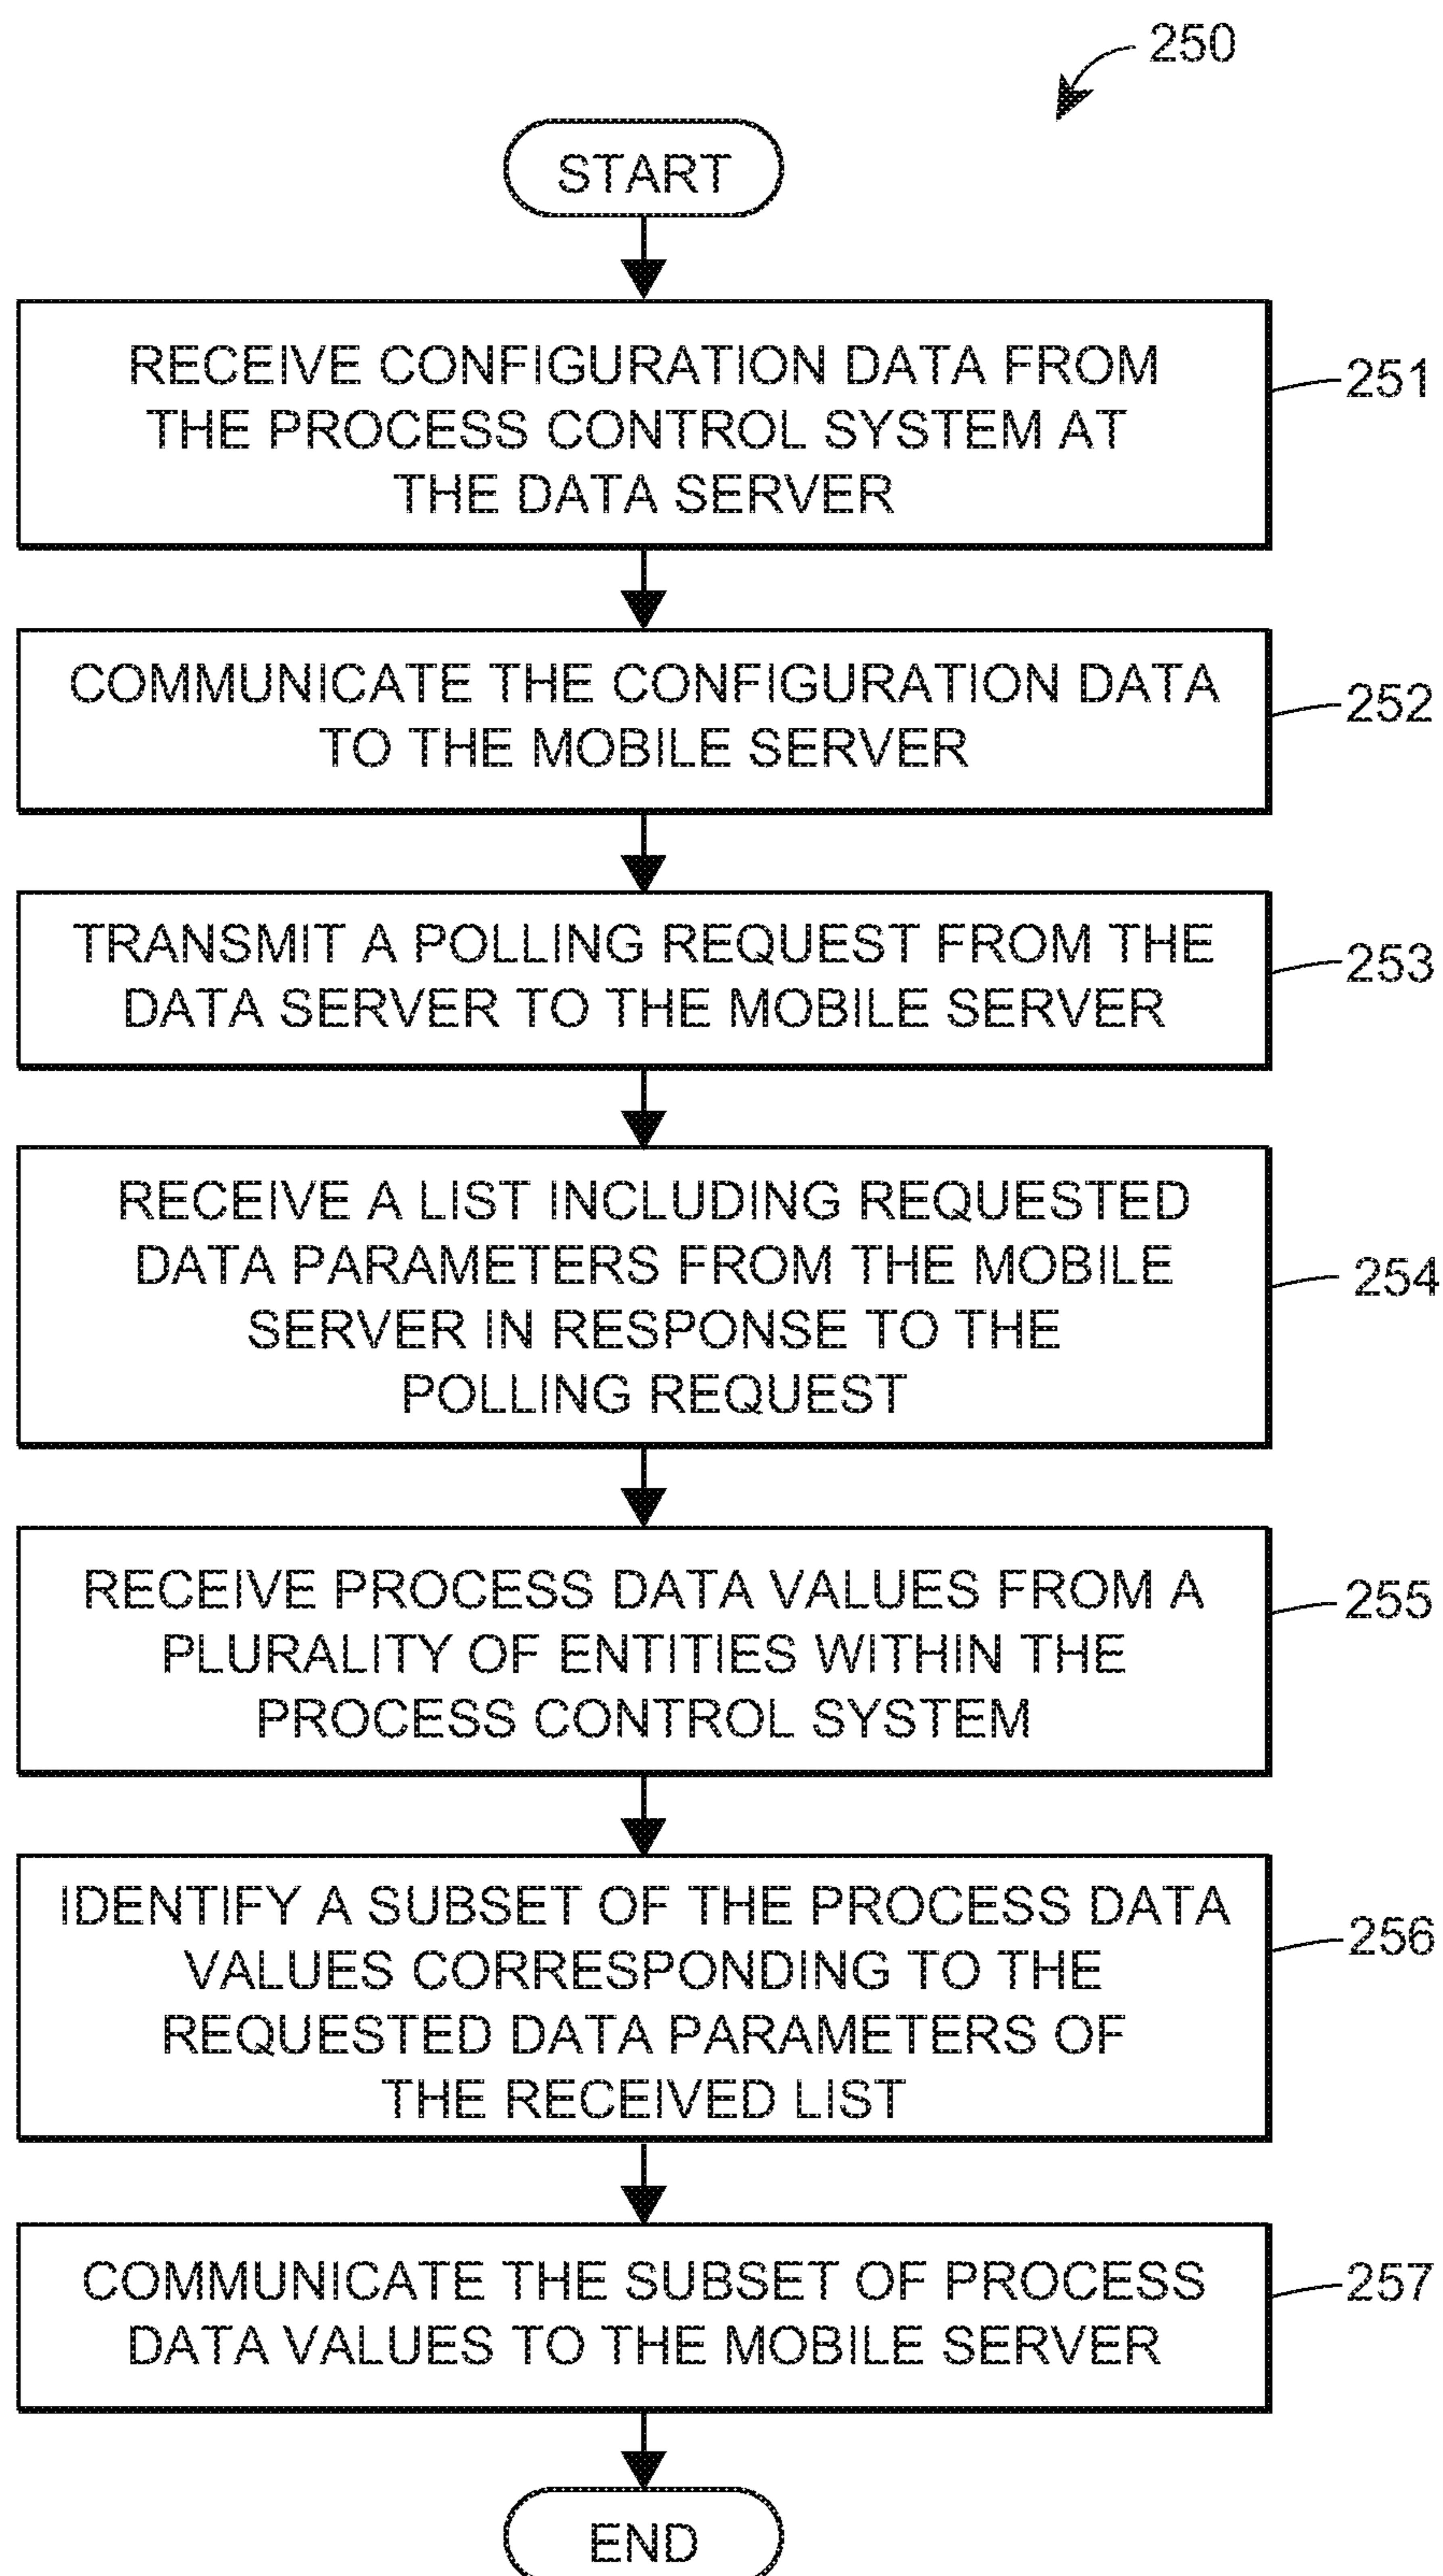 250
START
RECEIVE CONFIGURATION DATA FROM
THE PROCESS CONTROL SYSTEM AT
THE DATA SERVER
251
COMMUNICATE THE CONFIGURATION DATA
TO THE MOBILE SERVER
252
TRANSMIT A POLLING REQUEST FROM THE
DATA SERVER TO THE MOBILE SERVER
253
RECEIVE A LIST INCLUDING REQUESTED
DATA PARAMETERS FROM THE MOBILE
SERVER IN RESPONSE TO THE
POLLING REQUEST
254
RECEIVE PROCESS DATA VALUES FROM A
PLURALITY OF ENTITIES WITHIN THE
PROCESS CONTROL SYSTEM
255
IDENTIFY A SUBSET OF THE PROCESS DATA
VALUES CORRESPONDING TO THE
REQUESTED DATA PARAMETERS OF
THE RECEIVED LIST
256
COMMUNICATE THE SUBSET OF PROCESS
DATA VALUES TO THE MOBILE SERVER
257
END